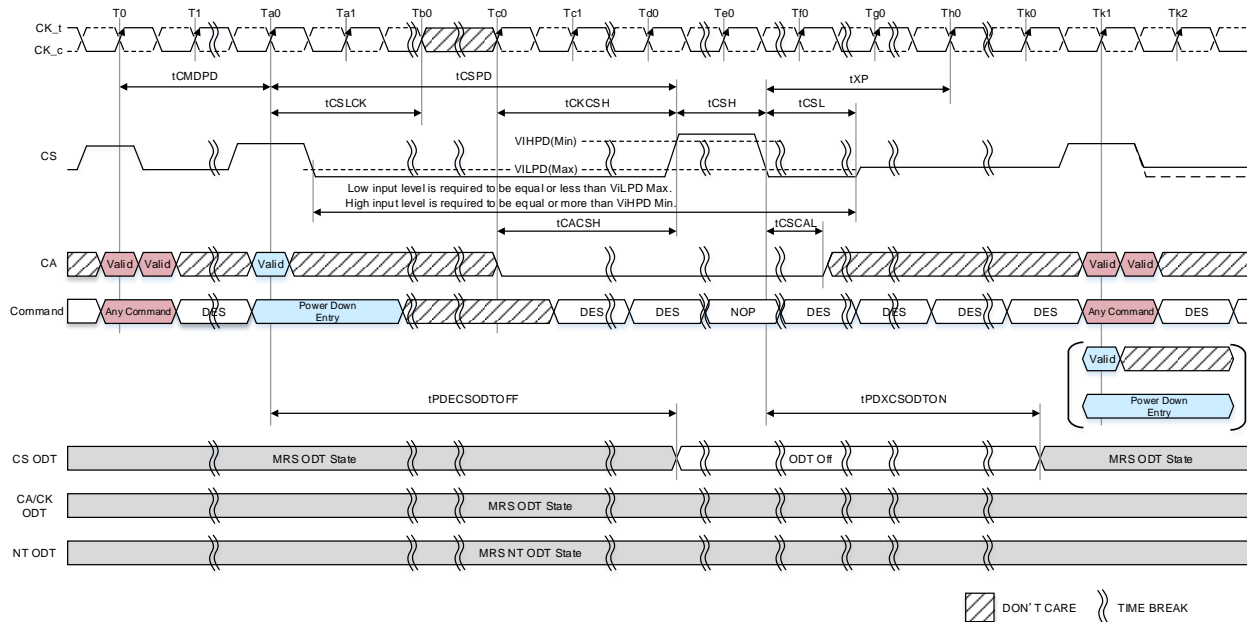 T0 T1 Ta0 Ta1 Tb0 Tc0 Tc1 Td0 Te0 Tf0 Tg0 Th0 Tk0 Tk1 Tk2
CK_t
CK_c
tCMDPD tCSPD tXP
tCSLCK tCKCSH tCSH tCSL
VIHPD(Min)
CS
VILPD(Max)
Low input level is required to be equal or less than ViLPD Max.
High input level is required to be equal or more than ViHPD Min.
tCACSH tCSCAL
CA Valid Valid Valid Valid Valid
Command Any Command DES Power Down Entry DES DES NOP DES DES DES DES Any Command DES
Valid
tPDECSODTOFF tPDXCSODTON
Power Down
Entry
CS ODT MRS ODT State ODT Off MRS ODT State
CA/CK
ODT
MRS ODT State
NT ODT MRS NT ODT State
DON'T CARE TIME BREAK